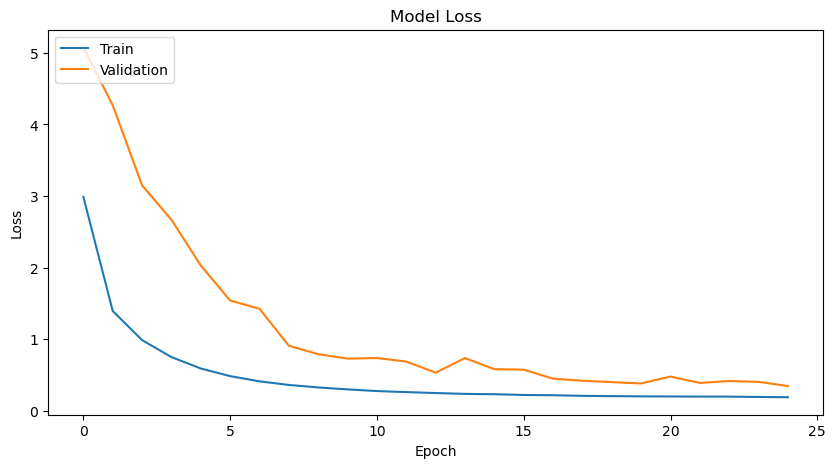 Model Loss
Train
Validation
Loss
5
4
3
2
1
0
0 5 10 15 20 25
Epoch